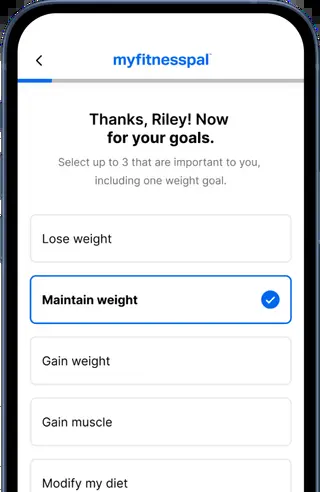 myfitnesspal
Thanks, Riley! Now
for your goals.
Select up to 3 that are important to you,
including one weight goal.
Lose weight
Maintain weight
Gain weight
Gain muscle
Modify my diet